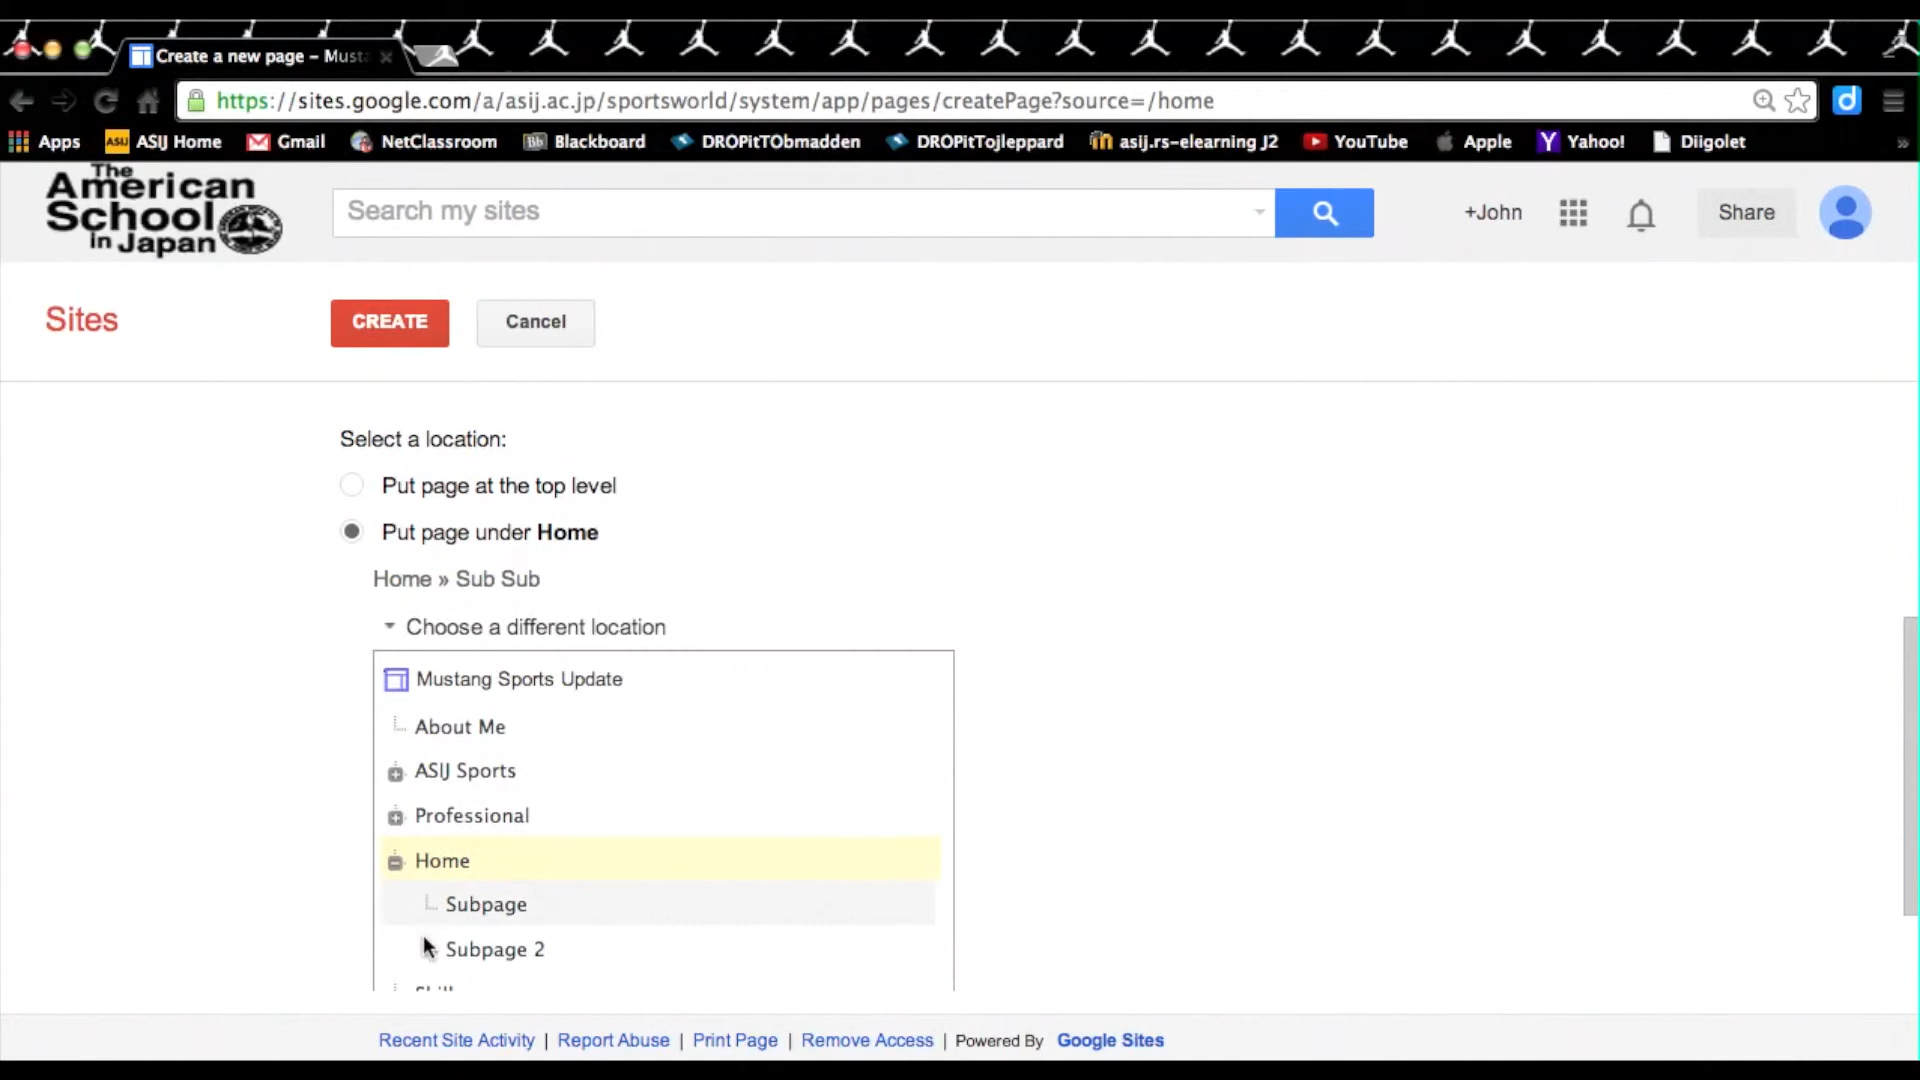 Create a new page – Must
https://sites.google.com/a/asij.ac.jp/sportsworld/system/app/pages/createPage?source=/home
Apps ASIJ ASIJ Home Gmail NetClassroom Bb Blackboard DROPitTObmadden DROPitTojleppard asij.rs-elearning J2 YouTube Apple Yahoo! Diigolet »
The
American
School
in Japan
Search my sites
+John
Share
Sites
CREATE
Cancel
Select a location:
Put page at the top level
Put page under Home
Home » Sub Sub
Choose a different location
Mustang Sports Update
About Me
ASIJ Sports
Professional
Home
Subpage
Subpage 2
Recent Site Activity | Report Abuse | Print Page | Remove Access | Powered By Google Sites